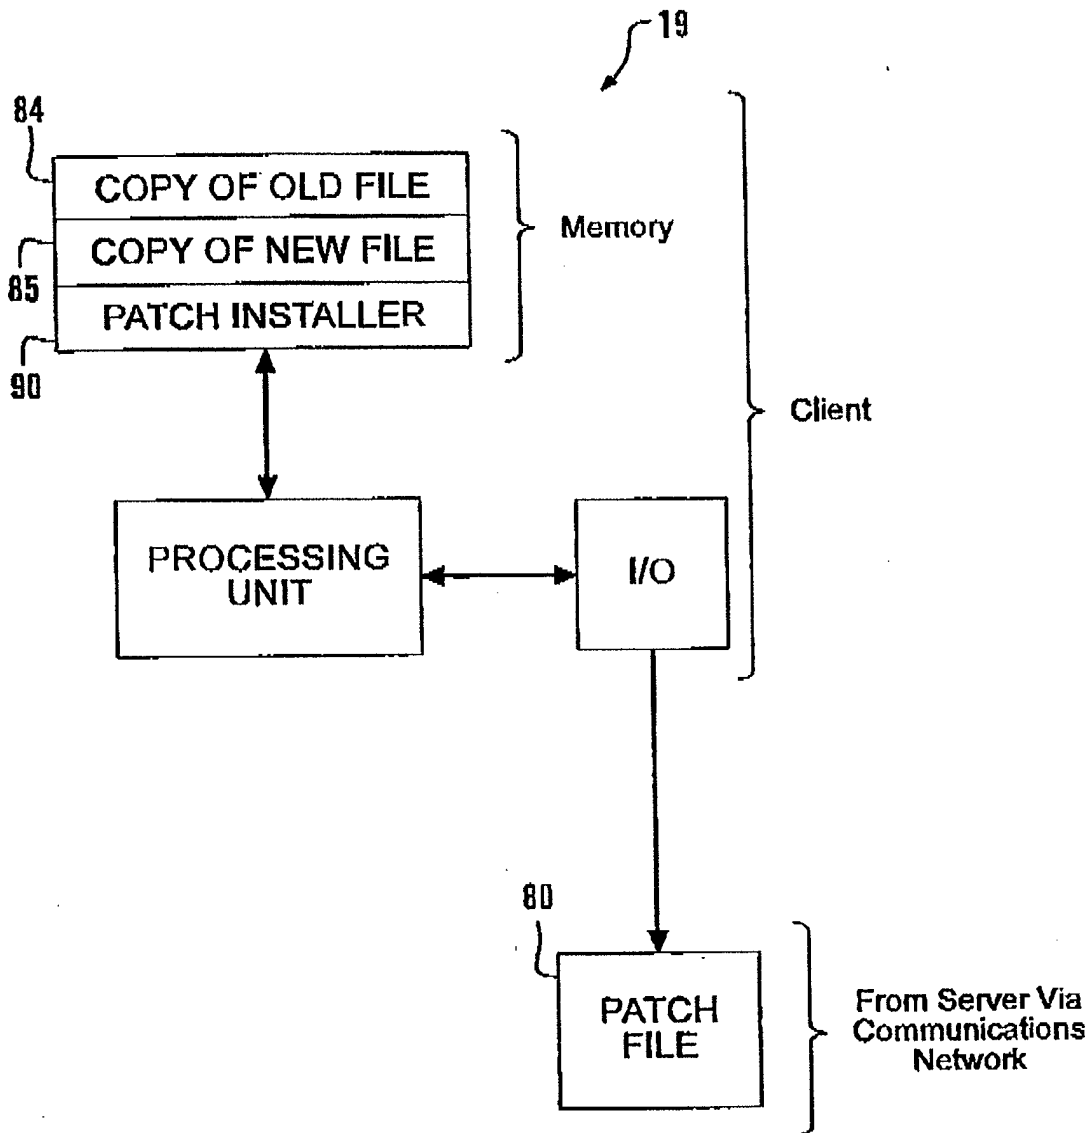 19
84
COPY OF OLD FILE
COPY OF NEW FILE
85
PATCH INSTALLER
90
Memory
Client
PROCESSING
UNIT
I/O
80
PATCH
FILE
From Server Via
Communications
Network